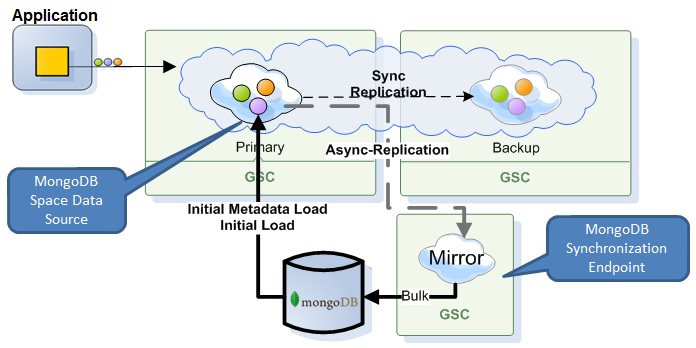 Application
Sync
Replication
Primary
Async-Replication
Backup
GSC
GSC
MongoDB
Space Data
Source
Initial Metadata Load
Initial Load
MongoDB
Synchronization
Endpoint
Mirror
mongoDB
Bulk
GSC